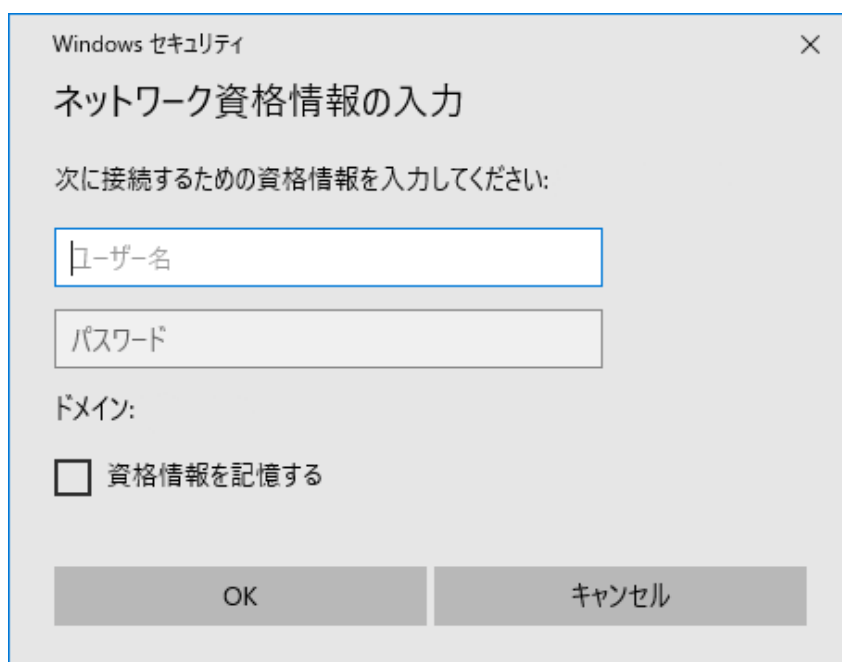 Windows セキュリティ
ネットワーク資格情報の入力
次に接続するための資格情報を入力してください:
ユーザー名
パスワード
ドメイン:
資格情報を記憶する
OK
キャンセル